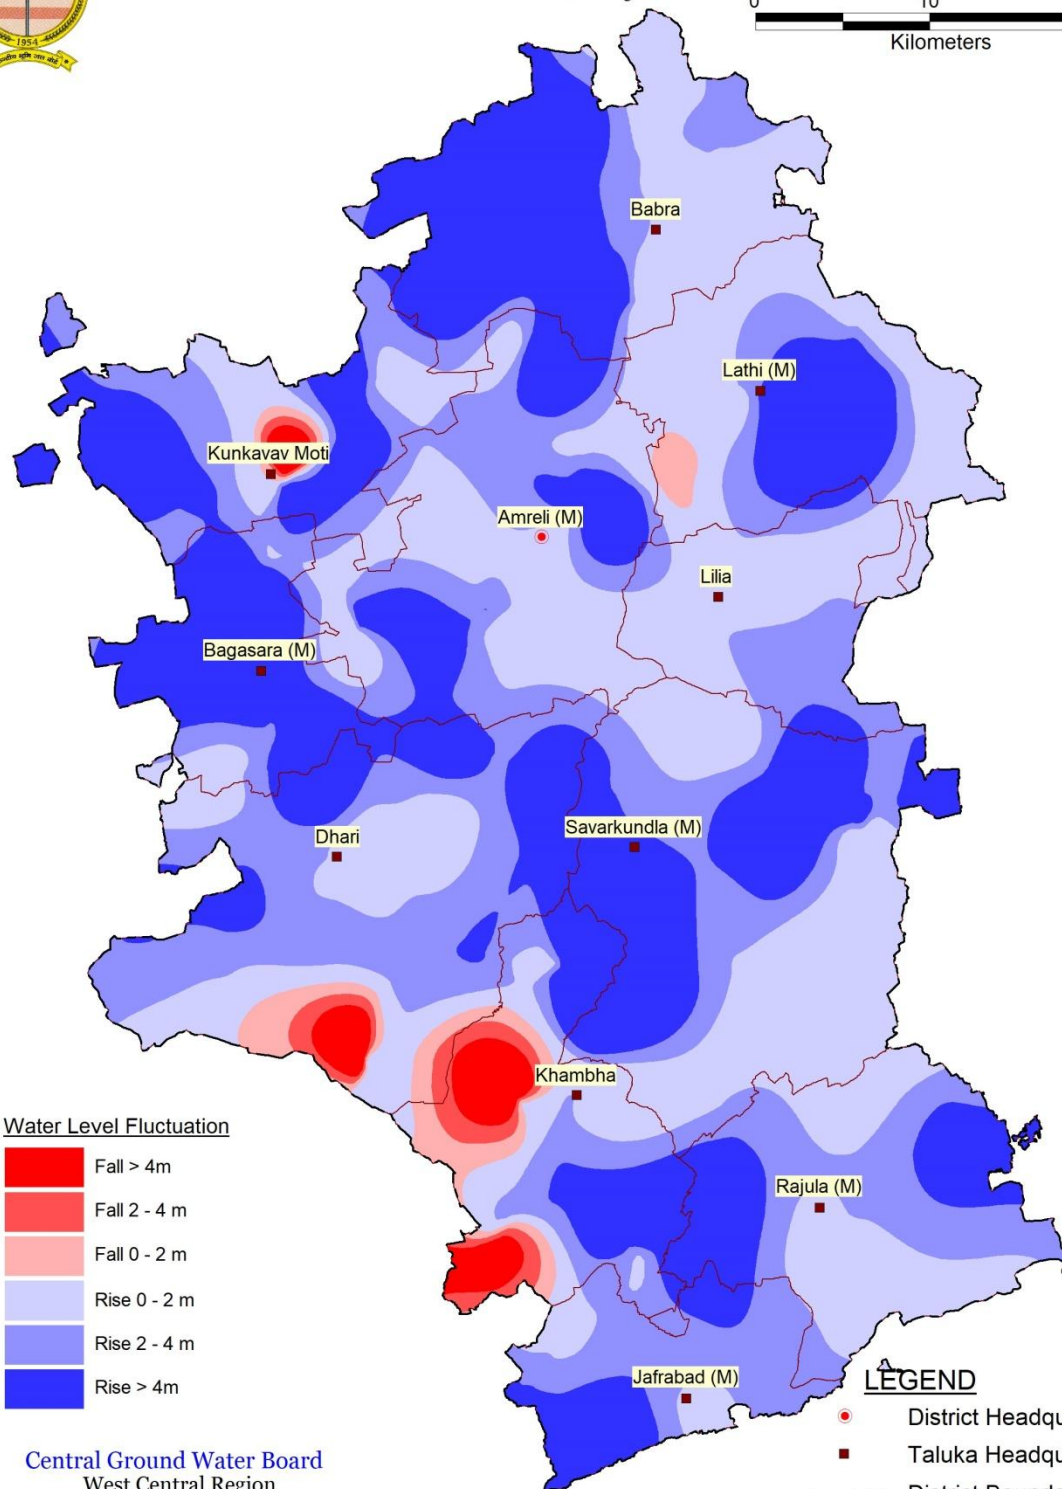 0 10
Kilometers
1954
Babra
Lathi (M)
Kunkavav Moti
Amreli (M)
Lilia
Bagasara (M)
Savarkundla (M)
Dhari
Khambha
Rajula (M)
Jafrabad (M)
Water Level Fluctuation
Fall > 4m
Fall 2 - 4 m
Fall 0 - 2 m
Rise 0 - 2 m
Rise 2 - 4 m
Rise > 4m
Central Ground Water Board
West Central Region
LEGEND
District Headqu
Taluka Headqu